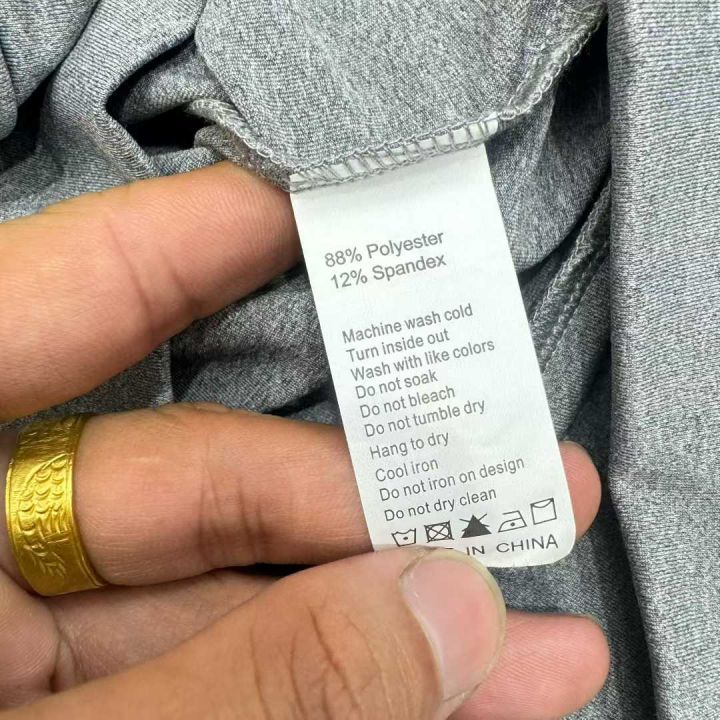 88% Polyester
12% Spandex
Machine wash cold
Turn inside out
Wash with like colors
Do not soak
Do not bleach
Do not tumble dry
Hang to dry
Cool iron
Do not iron on design
Do not dry clean
IN CHINA